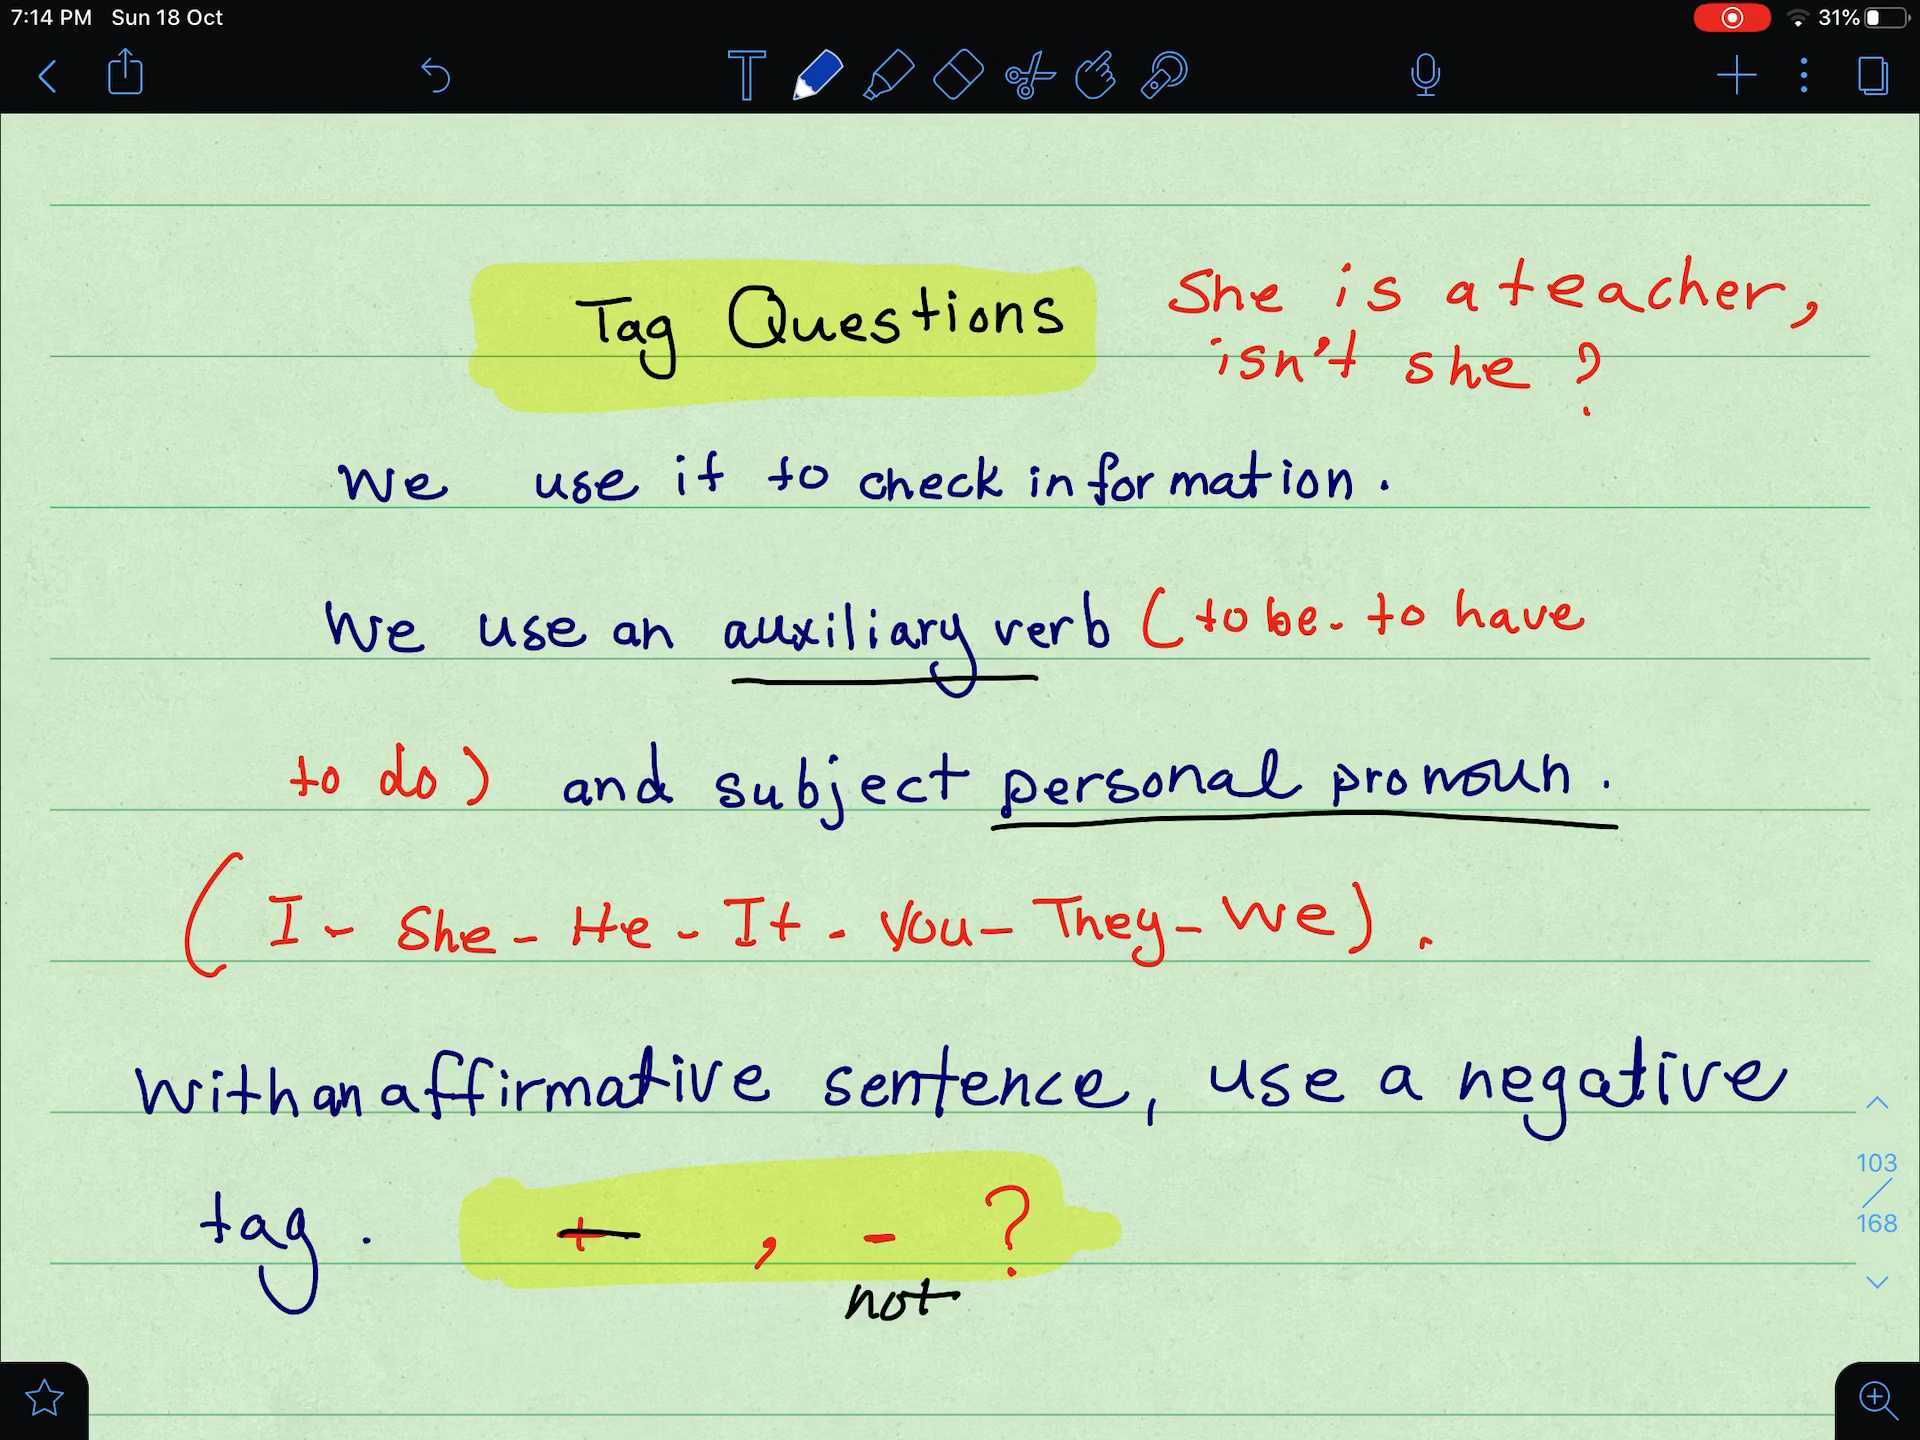 7:14 PM Sun 18 Oct 31%
Tag Questions
She is a teacher,
isn't she ?
We use it to check information.
We use an auxiliary verb (to be - to have
to do) and subject personal pronoun.
(I - She - He - It - You - They - We).
With an affirmative sentence, use a negative
tag. + , - ?
not
103
/
168